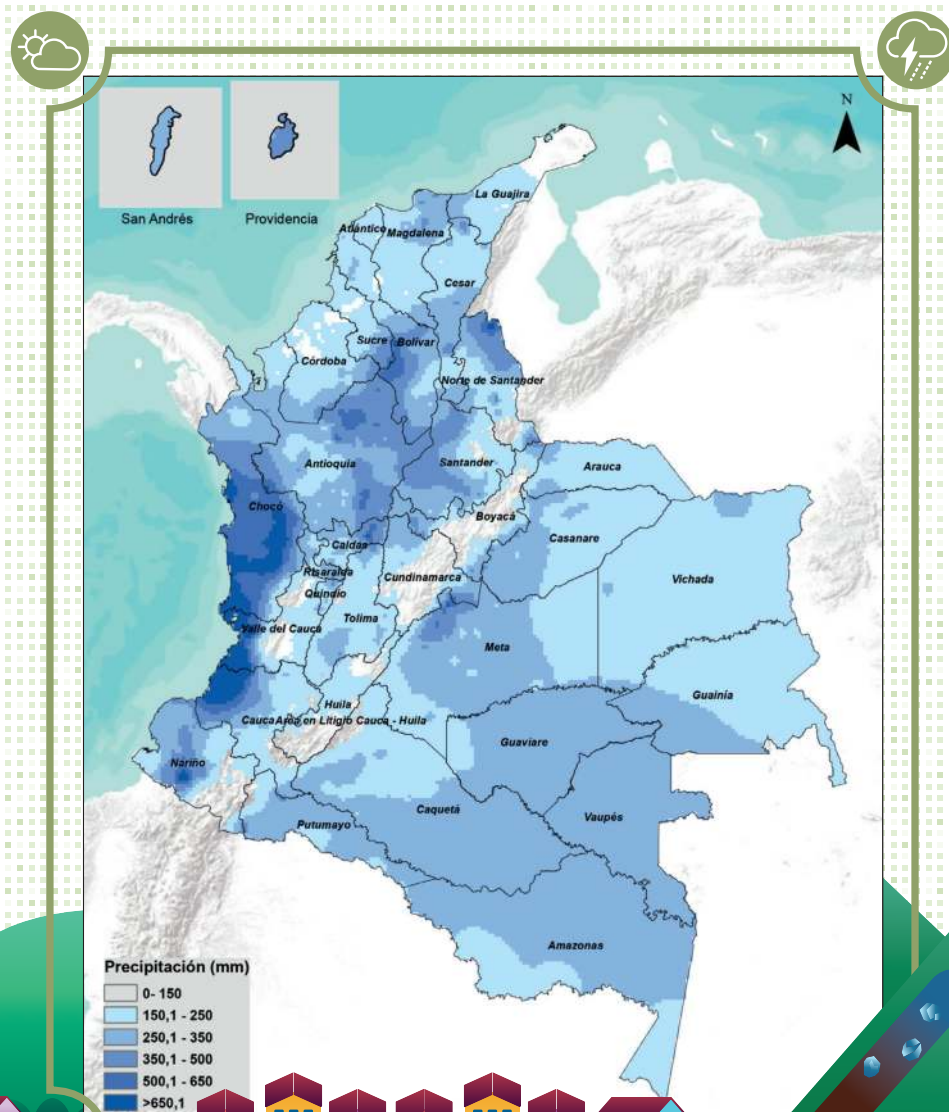 N
San Andrés
Providencia
La Guajira
Atlántico
Magdalena
Cesar
Sucre
Bolívar
Córdoba
Norte de Santander
Antioquia
Santander
Arauca
Chocó
Boyacá
Casanare
Caldas
Risaralda
Cundinamarca
Vichada
Quindío
Tolima
Valle del Cauca
Meta
Guainía
Huila
Cauca
Area en Litigio Cauca - Huila
Guaviare
Nariño
Caquetá
Vaupés
Putumayo
Amazonas
Precipitación (mm)
0- 150
150,1 - 250
250,1 - 350
350,1 - 500
500,1 - 650
>650,1